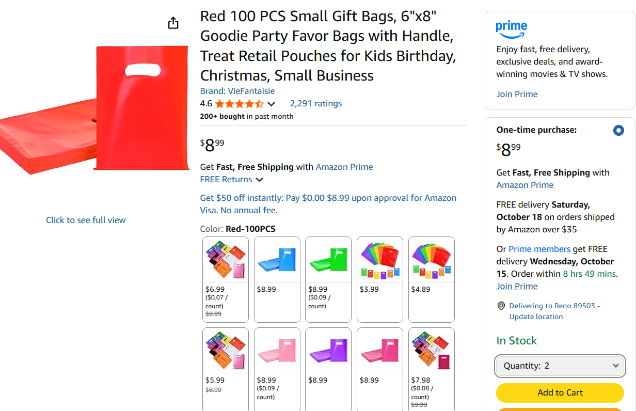 Red 100 PCS Small Gift Bags, 6"x8"
Goodie Party Favor Bags with Handle,
Treat Retail Pouches for Kids Birthday,
Christmas, Small Business
Brand: VieFantaisie
4.6 2,291 ratings
200+ bought in past month
$8.99
Get Fast, Free Shipping with Amazon Prime
FREE Returns
Get $50 off instantly: Pay $0.00 $8.99 upon approval for Amazon
Visa. No annual fee.
Click to see full view
Color: Red-100PCS
$6.99 $8.99 $8.99 $3.99 $4.89
($0.07 / ($0.09 /
count) count)
$8.99
$5.99 $8.99 $8.99 $8.99 $7.98
$6.99 ($0.09 / ($0.08 /
count) count)
$9.99
prime
Enjoy fast, free delivery,
exclusive deals, and award-
winning movies & TV shows.
Join Prime
One-time purchase:
$8.99
Get Fast, Free Shipping with
Amazon Prime
FREE delivery Saturday,
October 18 on orders shipped
by Amazon over $35
Or Prime members get FREE
delivery Wednesday, October
15. Order within 8 hrs 49 mins.
Join Prime
Delivering to Reno 89503 -
Update location
In Stock
Quantity: 2
Add to Cart